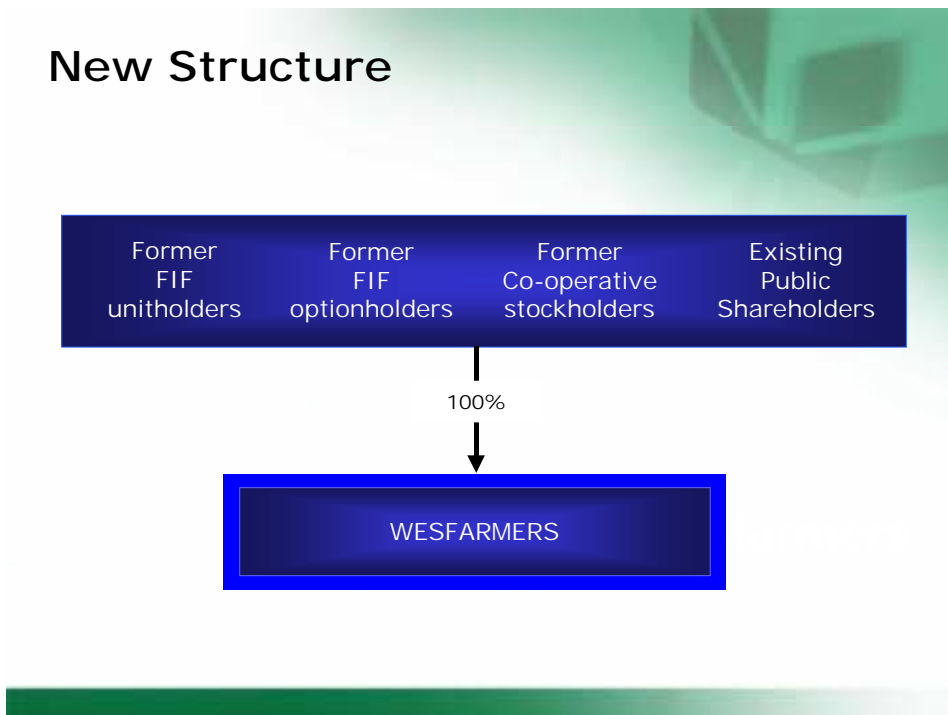 New Structure
Former
FIF
unitholders
Former
FIF
optionholders
Former
Co-operative
stockholders
Existing
Public
Shareholders
100%
WESFARMERS